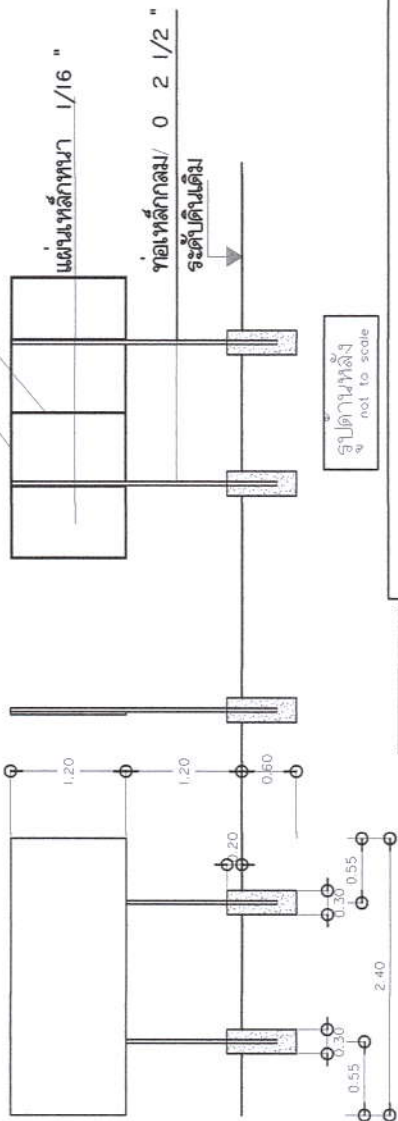 แผ่นเหล็กหนา 1/16 "
ท่อเหล็กกลม/ 0 2 1/2 "
ระดับดินเดิม
1.20
1.20
0.60
0.20
0.30
0.30
0.55
0.55
2.40
รูปด้านหลัง
not to scale